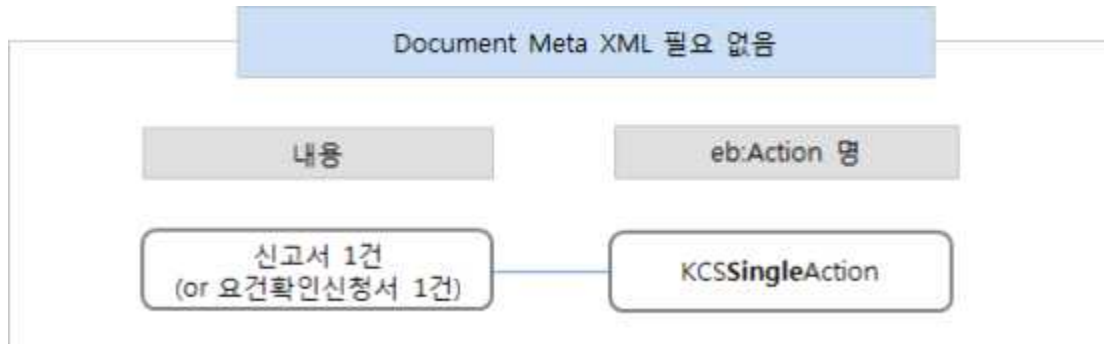 Document Meta XML 필요 없음
내용
eb:Action 명
신고서 1건
(or 요건확인신청서 1건)
KCSSingleAction